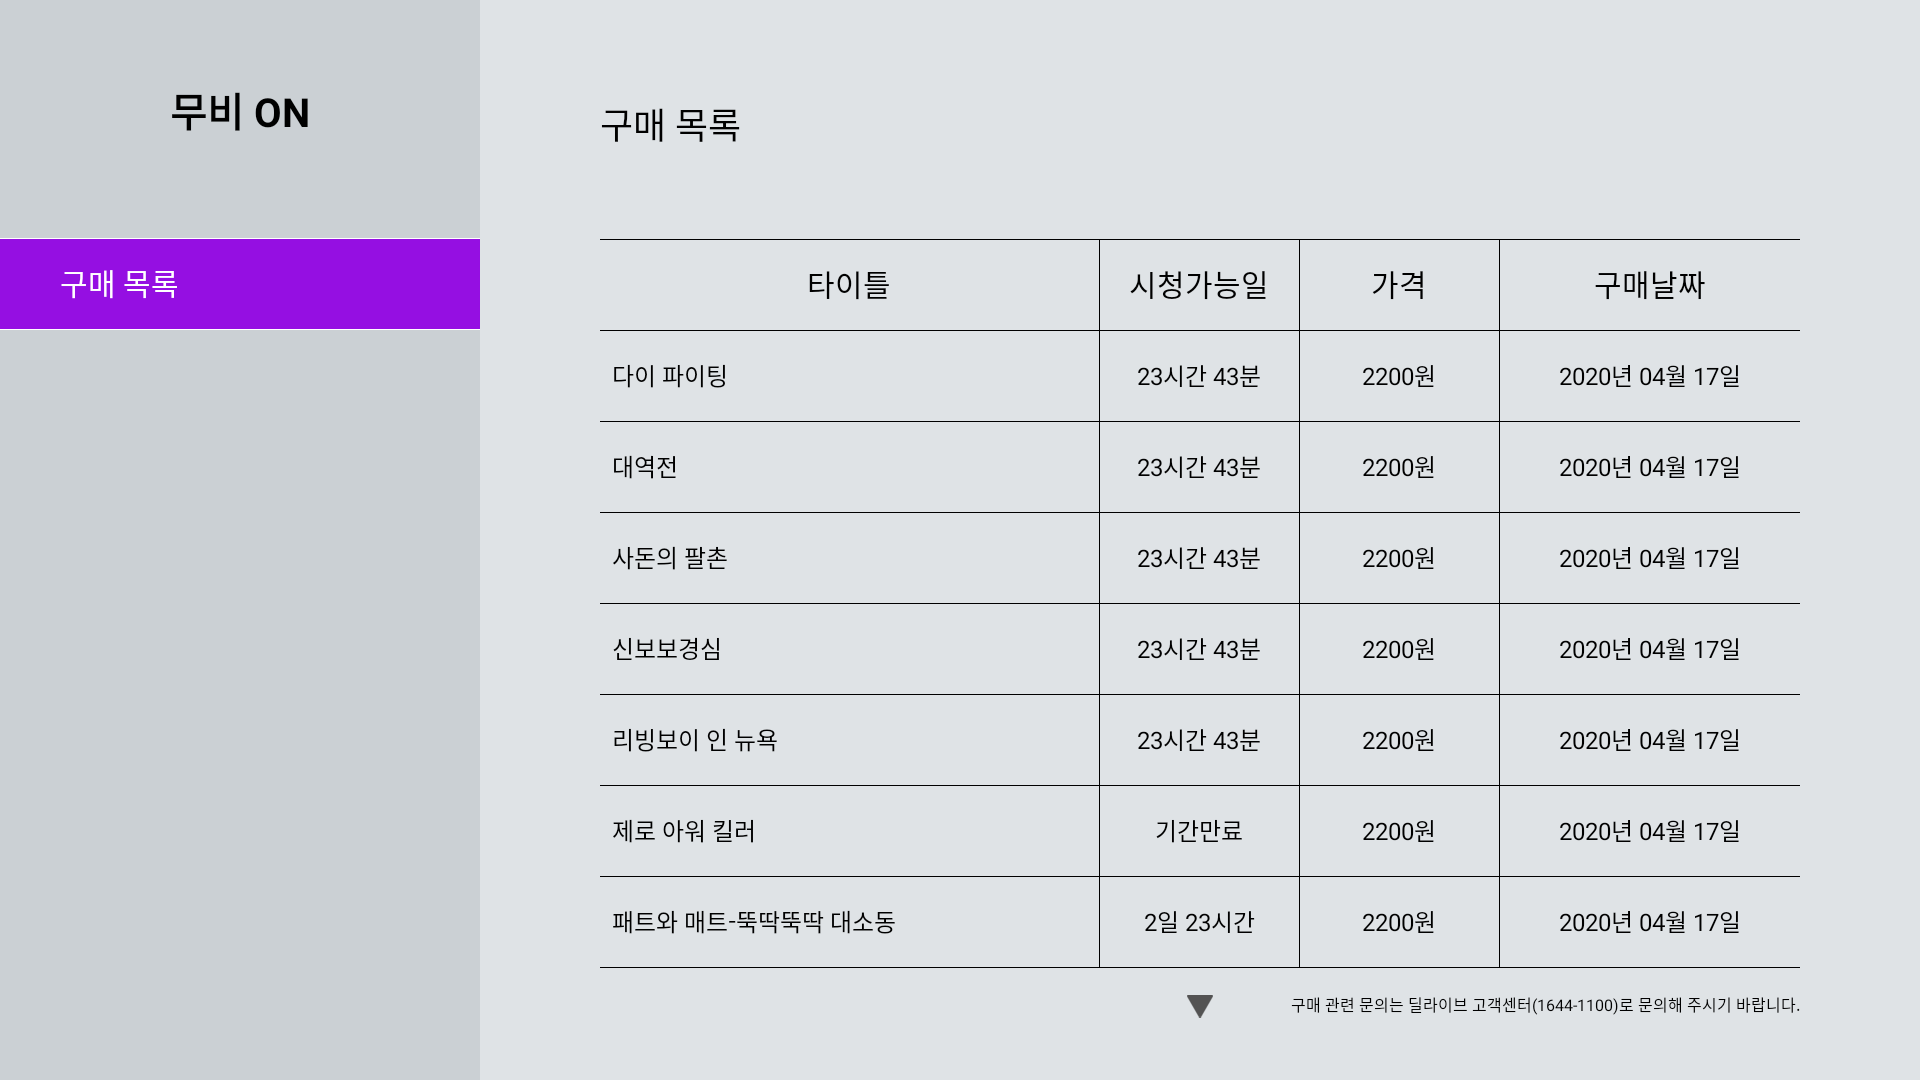 무비 ON
구매 목록
구매 목록
타이틀 시청가능일 가격 구매날짜
다이 파이팅 23시간 43분 2200원 2020년 04월 17일
대역전 23시간 43분 2200원 2020년 04월 17일
사돈의 팔촌 23시간 43분 2200원 2020년 04월 17일
신보보경심 23시간 43분 2200원 2020년 04월 17일
리빙보이 인 뉴욕 23시간 43분 2200원 2020년 04월 17일
제로 아워 킬러 기간만료 2200원 2020년 04월 17일
패트와 매트-뚝딱뚝딱 대소동 2일 23시간 2200원 2020년 04월 17일
구매 관련 문의는 딜라이브 고객센터(1644-1100)로 문의해 주시기 바랍니다.